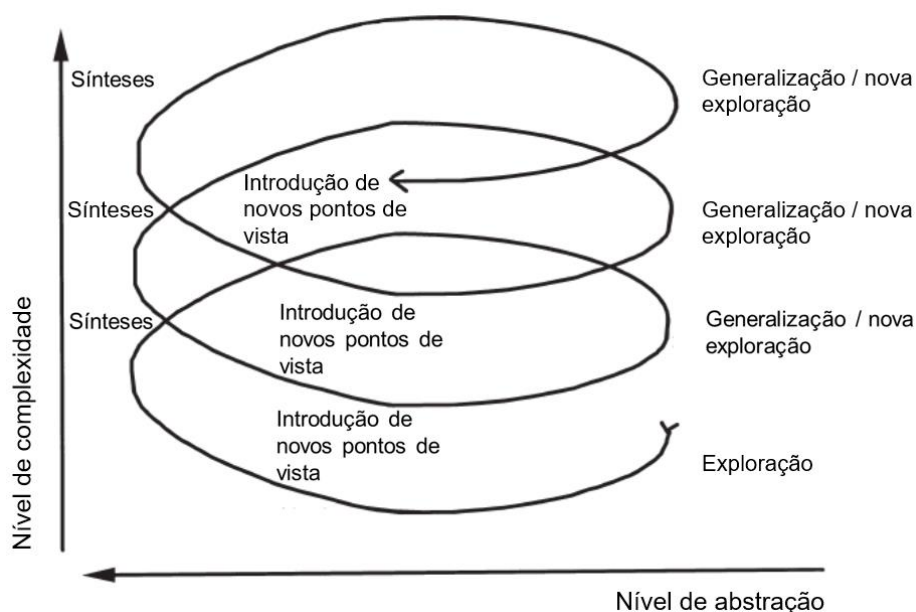 Sínteses
Generalização / nova
exploração
Introdução de
novos pontos de
vista
Sínteses
Generalização / nova
exploração
Introdução de
novos pontos de
vista
Sínteses
Generalização / nova
exploração
Introdução de
novos pontos de
vista
Exploração
Nível de complexidade
Nível de abstração